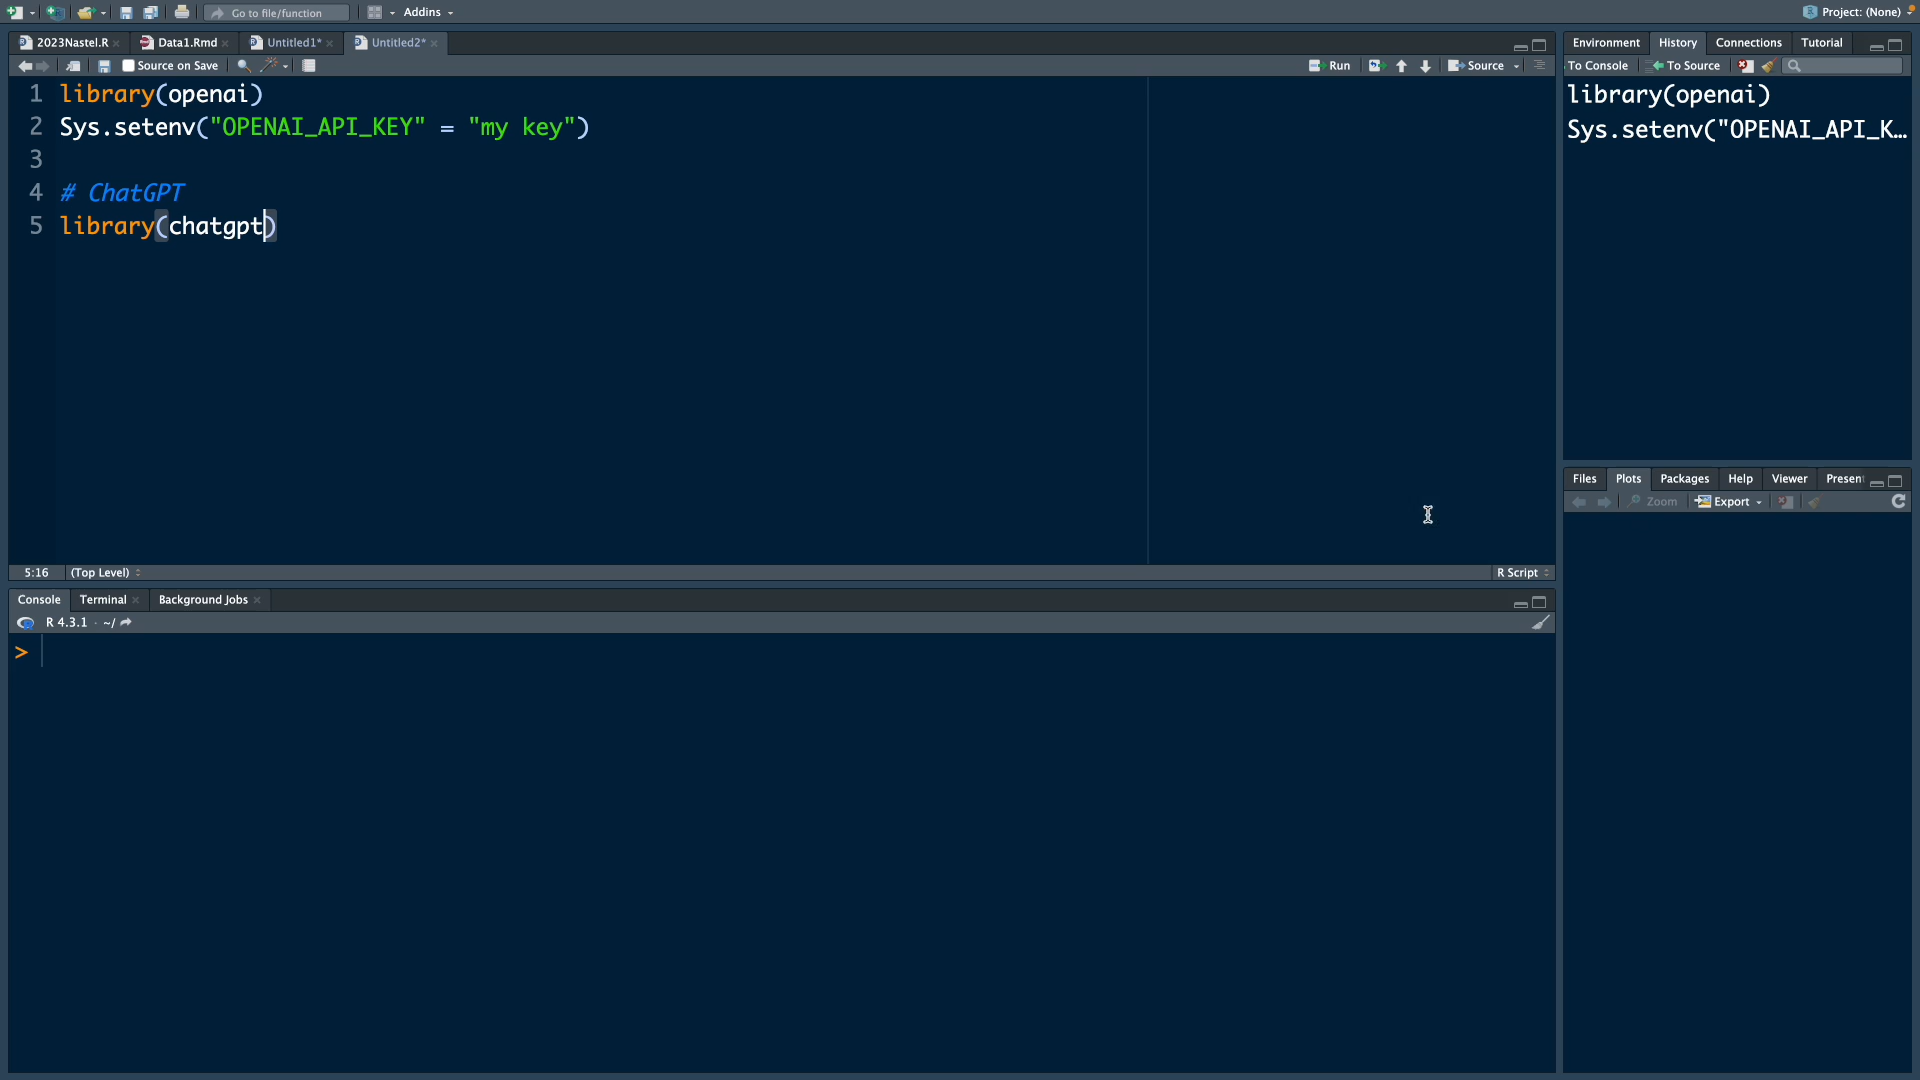 Go to file/function
Addins
Project: (None)
2023Nastel.R
Data1.Rmd
Untitled1*
Untitled2*
Source on Save
Run
Source
1 library(openai)
2 Sys.setenv("OPENAI_API_KEY" = "my key")
3
4 # ChatGPT
5 library(chatgpt)
5:16
(Top Level)
R Script
Console
Terminal
Background Jobs
R 4.3.1 · ~/
>
Environment
History
Connections
Tutorial
To Console
To Source
library(openai)
Sys.setenv("OPENAI_API_K…
Files
Plots
Packages
Help
Viewer
Presen
Zoom
Export